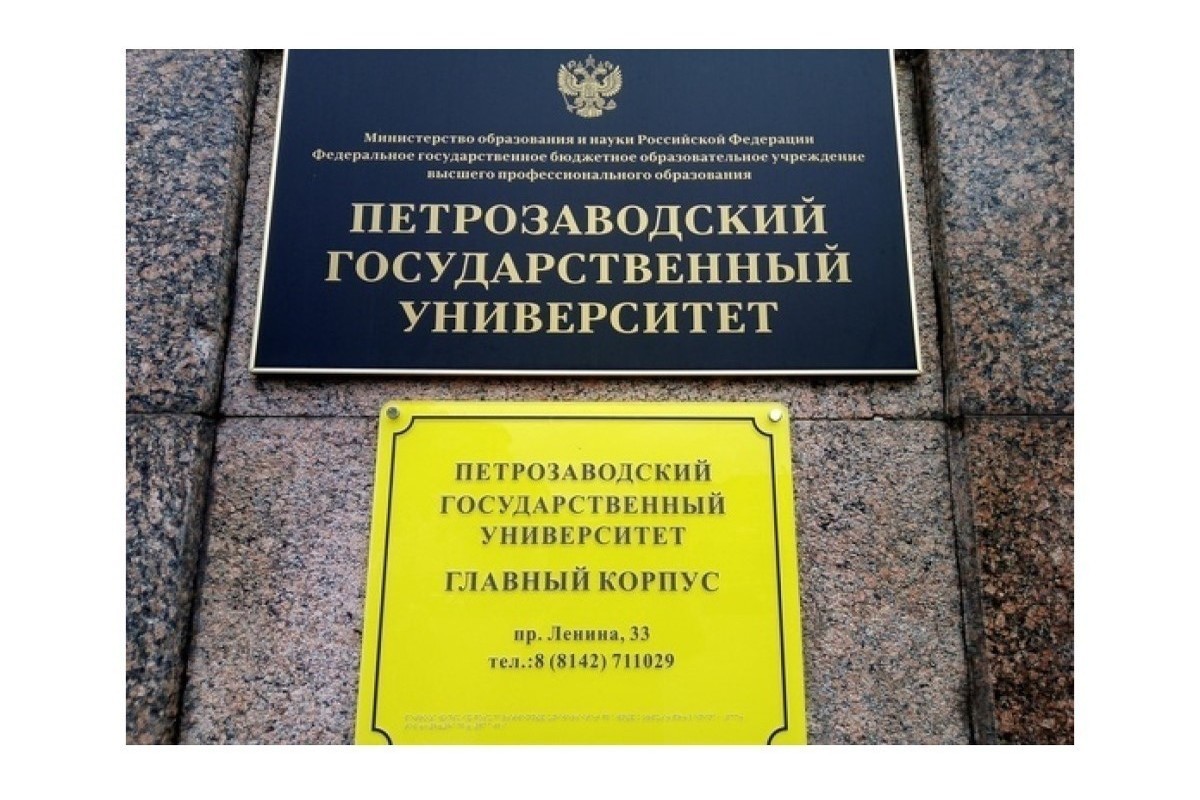 Министерство образования и науки Российской Федерации
Федеральное государственное бюджетное образовательное учреждение
высшего профессионального образования
ПЕТРОЗАВОДСКИЙ
ГОСУДАРСТВЕННЫЙ
УНИВЕРСИТЕТ
ПЕТРОЗАВОДСКИЙ
ГОСУДАРСТВЕННЫЙ
УНИВЕРСИТЕТ
ГЛАВНЫЙ КОРПУС
пр. Ленина, 33
тел.:8 (8142) 711029